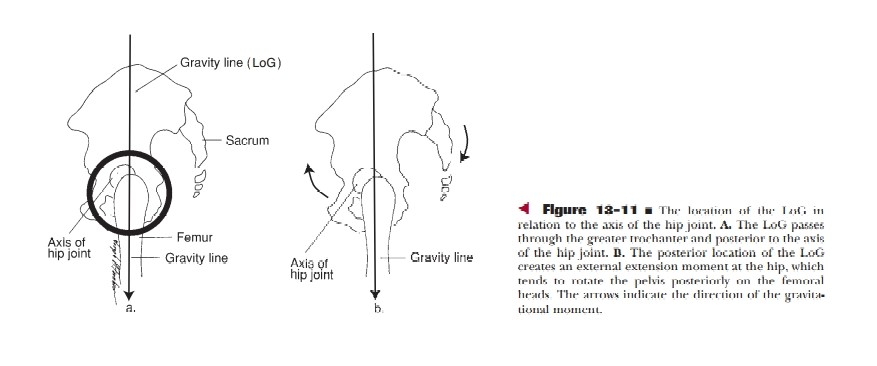 Gravity line (LoG)
Sacrum
Axis of
hip joint
Femur
Gravity line
a.
Axis of
hip joint
Gravity line
b.
Figure 13-11 ■ The location of the LoG in
relation to the axis of the hip joint. A. The LoG passes
through the greater trochanter and posterior to the axis
of the hip joint. B. The posterior location of the LoG
creates an external extension moment at the hip, which
tends to rotate the pelvis posteriorly on the femoral
heads. The arrows indicate the direction of the gravita-
tional moment.